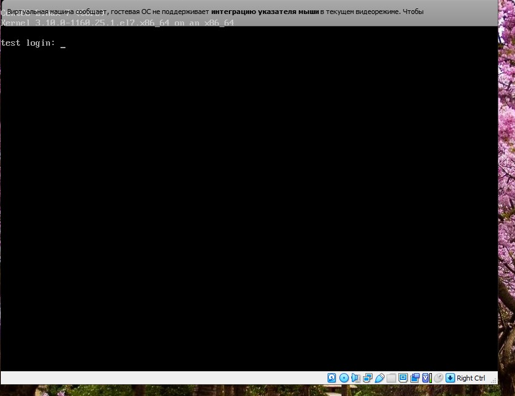 Виртуальная машина сообщает, гостевая ОС не поддерживает интеграцию указателя мыши в текущем видеорежиме. Чтобы
Kernel 3.10.0-1160.25.1.el7.x86_64 on an x86_64
test login: _
Right Ctrl